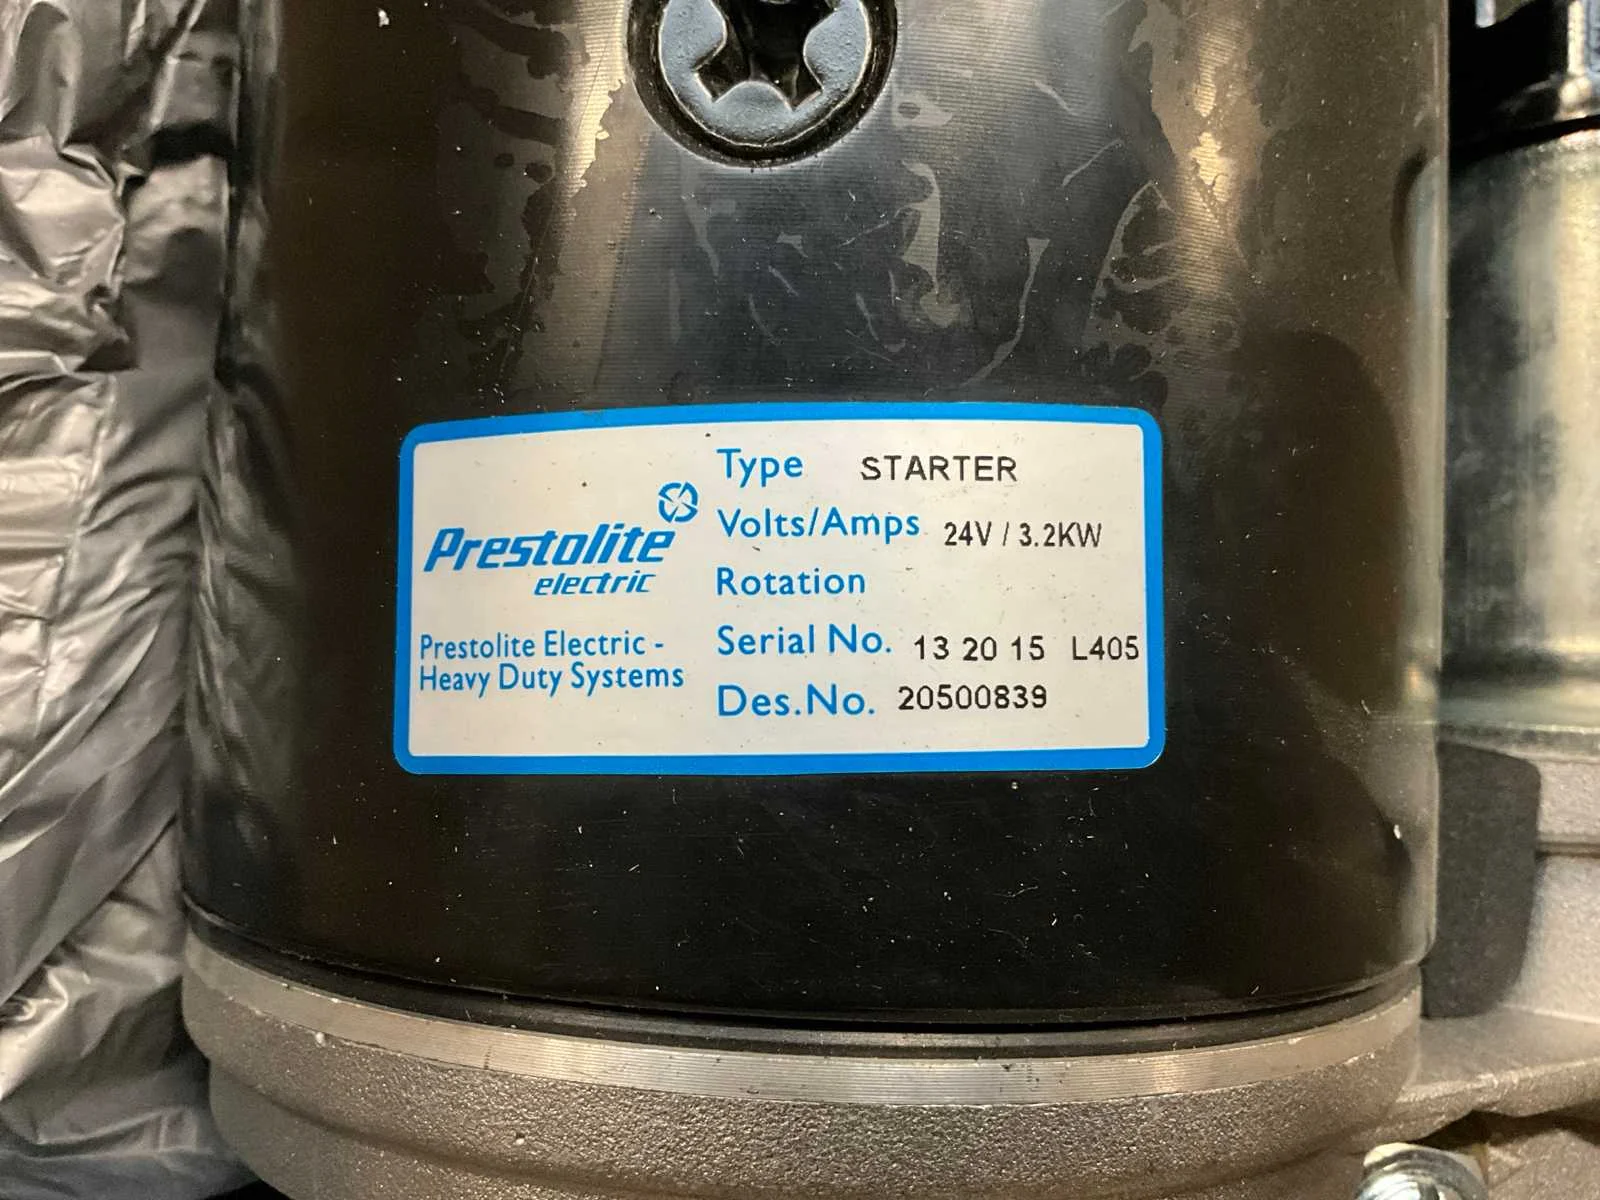 Prestolite
electric
Prestolite Electric -
Heavy Duty Systems
Type STARTER
Volts/Amps 24V / 3.2KW
Rotation
Serial No. 13 20 15 L405
Des.No. 20500839